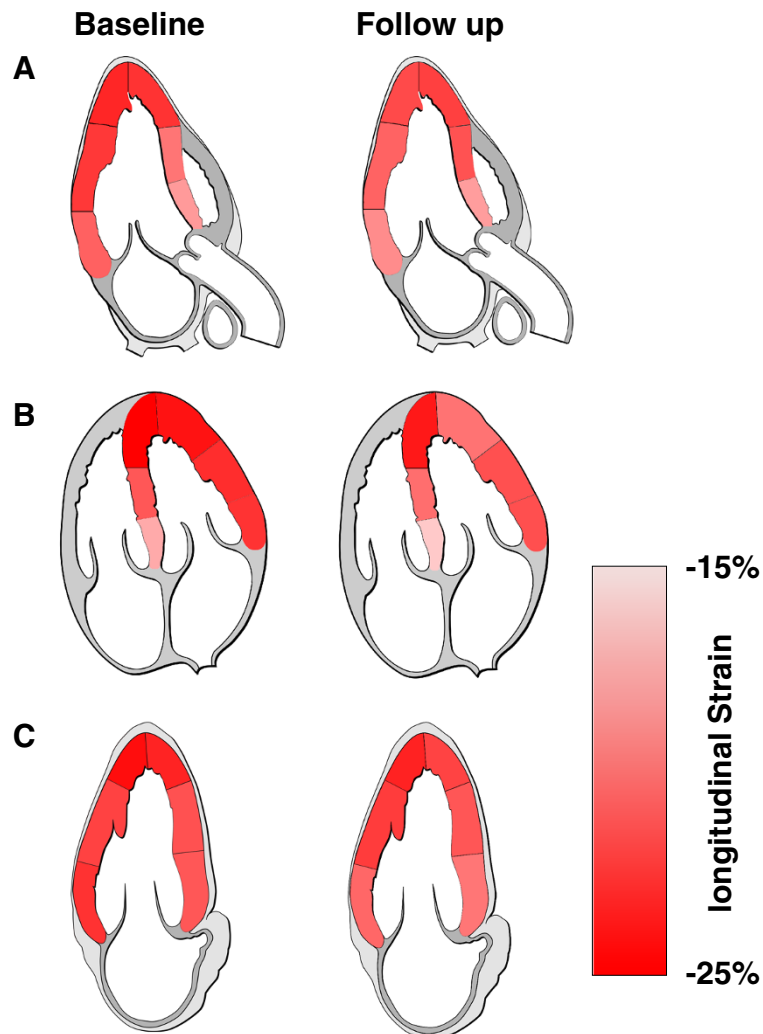 Baseline
Follow up
A
B
-15%
longitudinal Strain
C
-25%